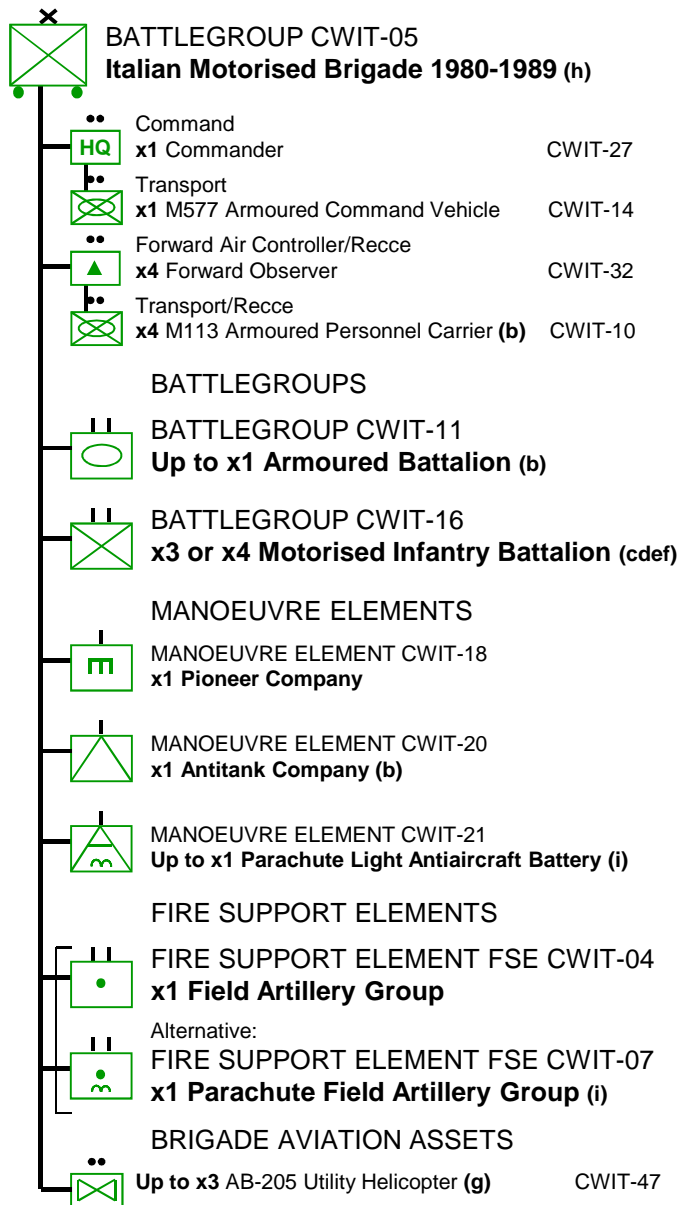 BATTLEGROUP CWIT-05
Italian Motorised Brigade 1980-1989 (h)
Command
HQ x1 Commander CWIT-27
Transport
x1 M577 Armoured Command Vehicle CWIT-14
Forward Air Controller/Recce
x4 Forward Observer CWIT-32
Transport/Recce
x4 M113 Armoured Personnel Carrier (b) CWIT-10
BATTLEGROUPS
BATTLEGROUP CWIT-11
Up to x1 Armoured Battalion (b)
BATTLEGROUP CWIT-16
x3 or x4 Motorised Infantry Battalion (cdef)
MANOEUVRE ELEMENTS
MANOEUVRE ELEMENT CWIT-18
x1 Pioneer Company
MANOEUVRE ELEMENT CWIT-20
x1 Antitank Company (b)
MANOEUVRE ELEMENT CWIT-21
Up to x1 Parachute Light Antiaircraft Battery (i)
FIRE SUPPORT ELEMENTS
FIRE SUPPORT ELEMENT FSE CWIT-04
x1 Field Artillery Group
Alternative:
FIRE SUPPORT ELEMENT FSE CWIT-07
x1 Parachute Field Artillery Group (i)
BRIGADE AVIATION ASSETS
Up to x3 AB-205 Utility Helicopter (g) CWIT-47